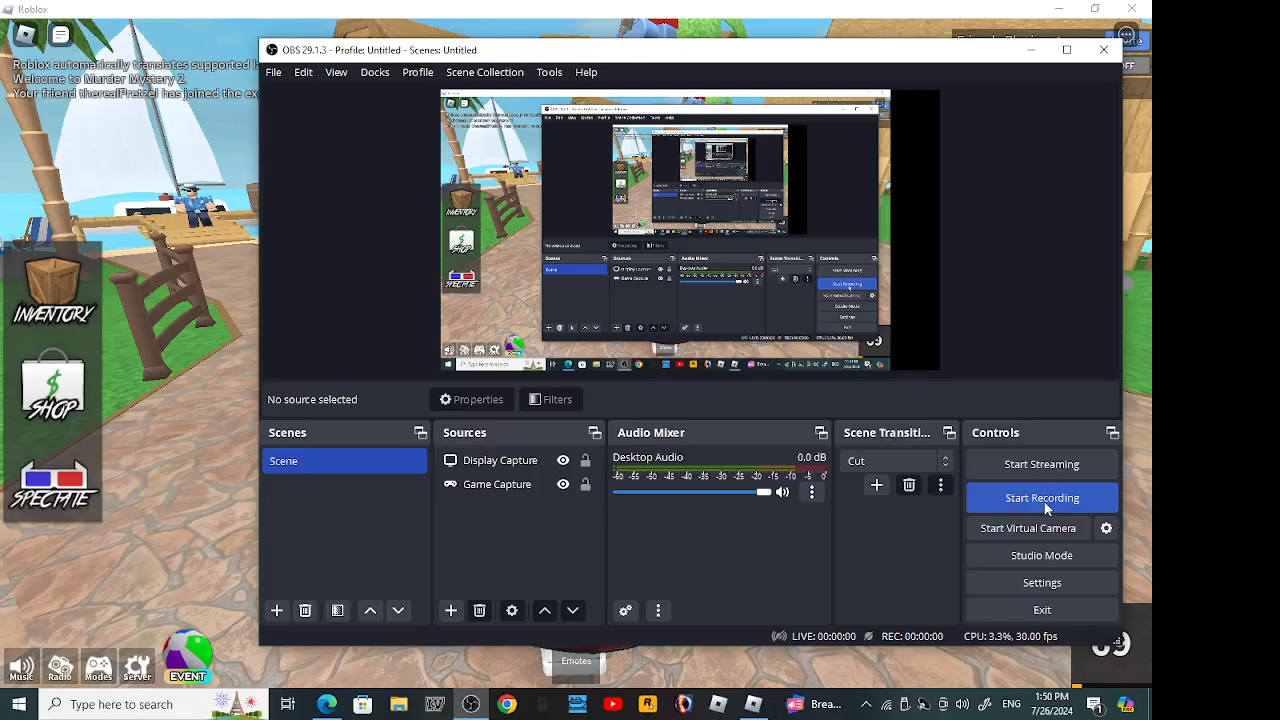 Roblox
Roblox automatically translates supported la
Welcome to Murder Mystery 2.
Your friend therealPretzel has joined the ex
OFF
INVENTORY
SHOP
SPECTATE
Music
Radio
Modes
Server
EVENT
OBS 29.1.3 - Profile: Untitled - Scenes: Untitled
File Edit View Docks Profile Scene Collection Tools Help
INVENTORY
SHOP
No source selected
Properties
Filters
Scenes
Scene
Sources
Display Capture
Game Capture
Audio Mixer
Desktop Audio 0.0 dB
-60 -55 -50 -45 -40 -35 -30 -25 -20 -15 -10 -5 0
Scene Transiti...
Cut
Controls
Start Streaming
Start Recording
Start Virtual Camera
Studio Mode
Settings
Exit
LIVE: 00:00:00 REC: 00:00:00 CPU: 3.3%, 30.00 fps
Emotes
Type here to search
Brea...
ENG
1:50 PM
7/26/2024